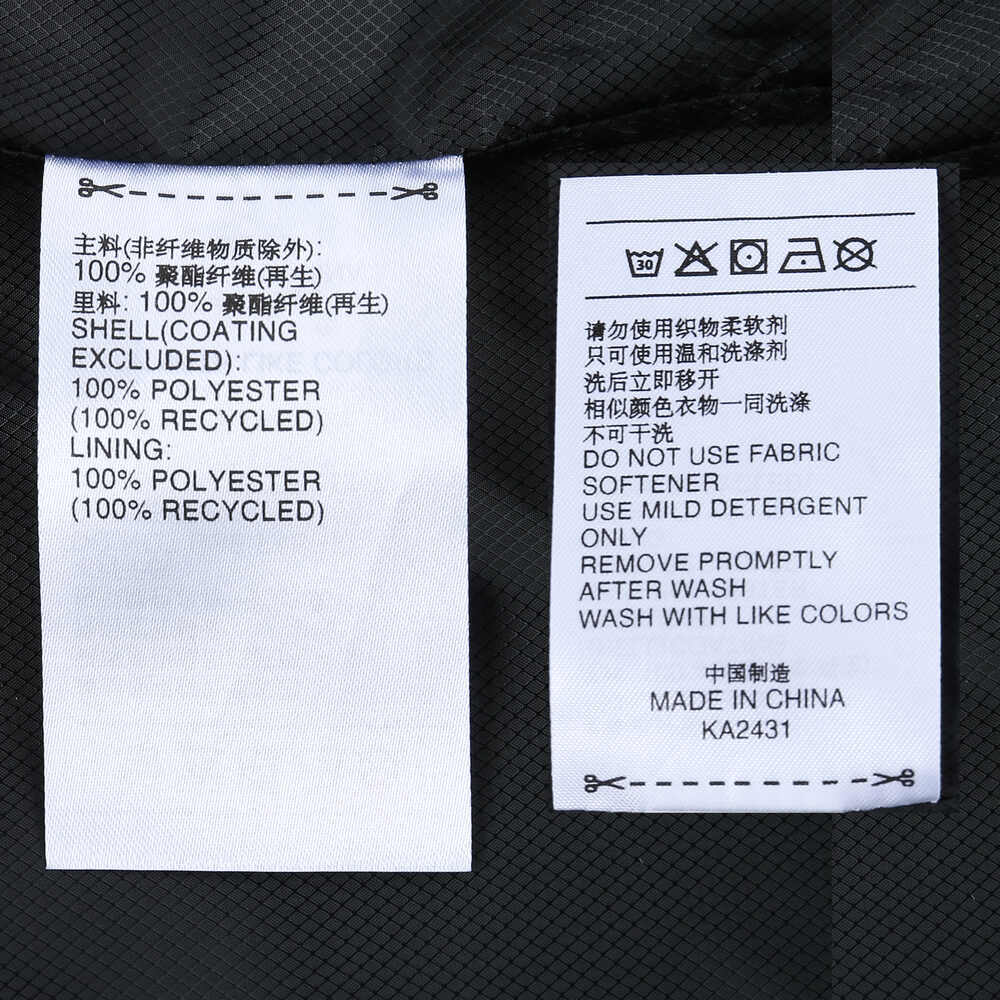 主料(非纤维物质除外):
100% 聚酯纤维(再生)
里料: 100% 聚酯纤维(再生)
SHELL(COATING
EXCLUDED):
100% POLYESTER
(100% RECYCLED)
LINING:
100% POLYESTER
(100% RECYCLED)
30
请勿使用织物柔软剂
只可使用温和洗涤剂
洗后立即移开
相似颜色衣物一同洗涤
不可干洗
DO NOT USE FABRIC
SOFTENER
USE MILD DETERGENT
ONLY
REMOVE PROMPTLY
AFTER WASH
WASH WITH LIKE COLORS
中国制造
MADE IN CHINA
KA2431